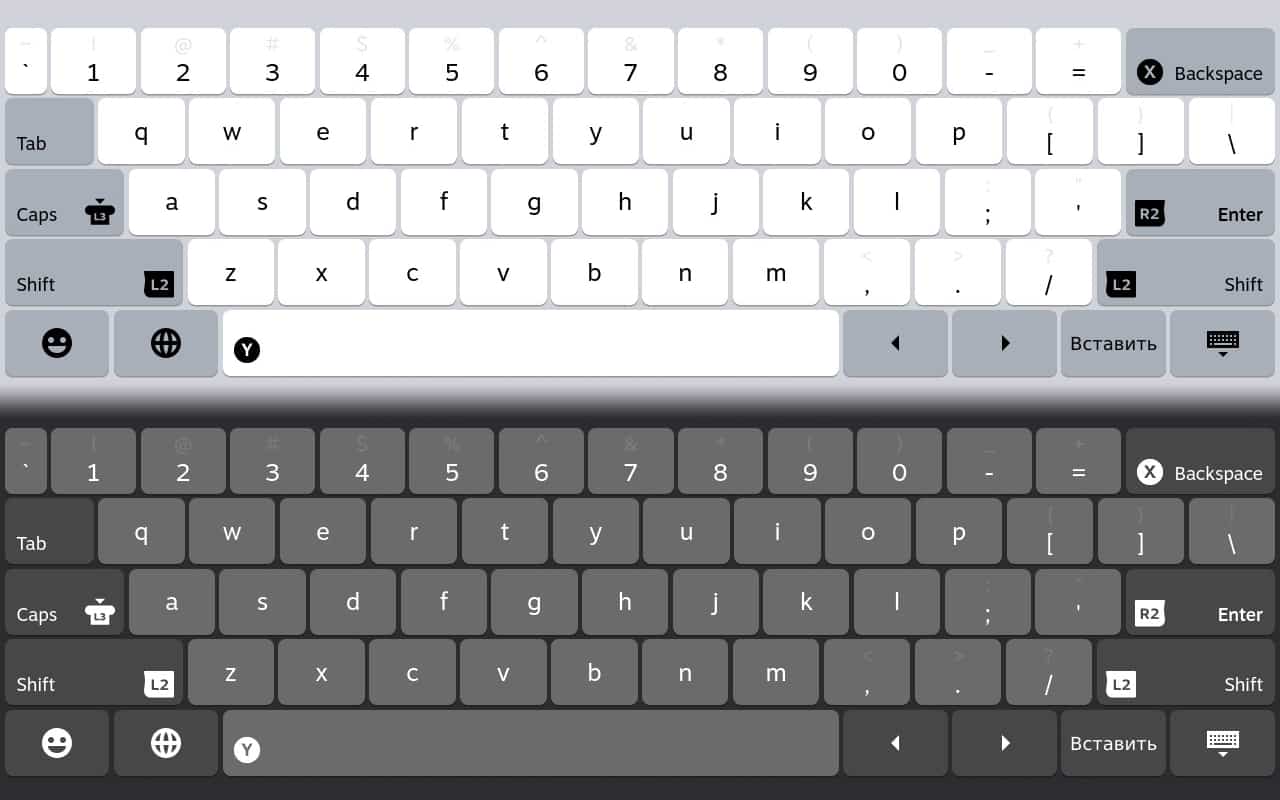 ~ ! @ # $ % ^ & * ( ) _ +
` 1 2 3 4 5 6 7 8 9 0 - = X Backspace
{ } |
Tab q w e r t y u i o p [ ] \
: "
Caps L3 a s d f g h j k l ; ' R2 Enter
< > ?
Shift L2 z x c v b n m , . / L2 Shift
Y Вставить
~ ! @ # $ % ^ & * ( ) _ +
` 1 2 3 4 5 6 7 8 9 0 - = X Backspace
{ } |
Tab q w e r t y u i o p [ ] \
: "
Caps L3 a s d f g h j k l ; ' R2 Enter
< > ?
Shift L2 z x c v b n m , . / L2 Shift
Y Вставить